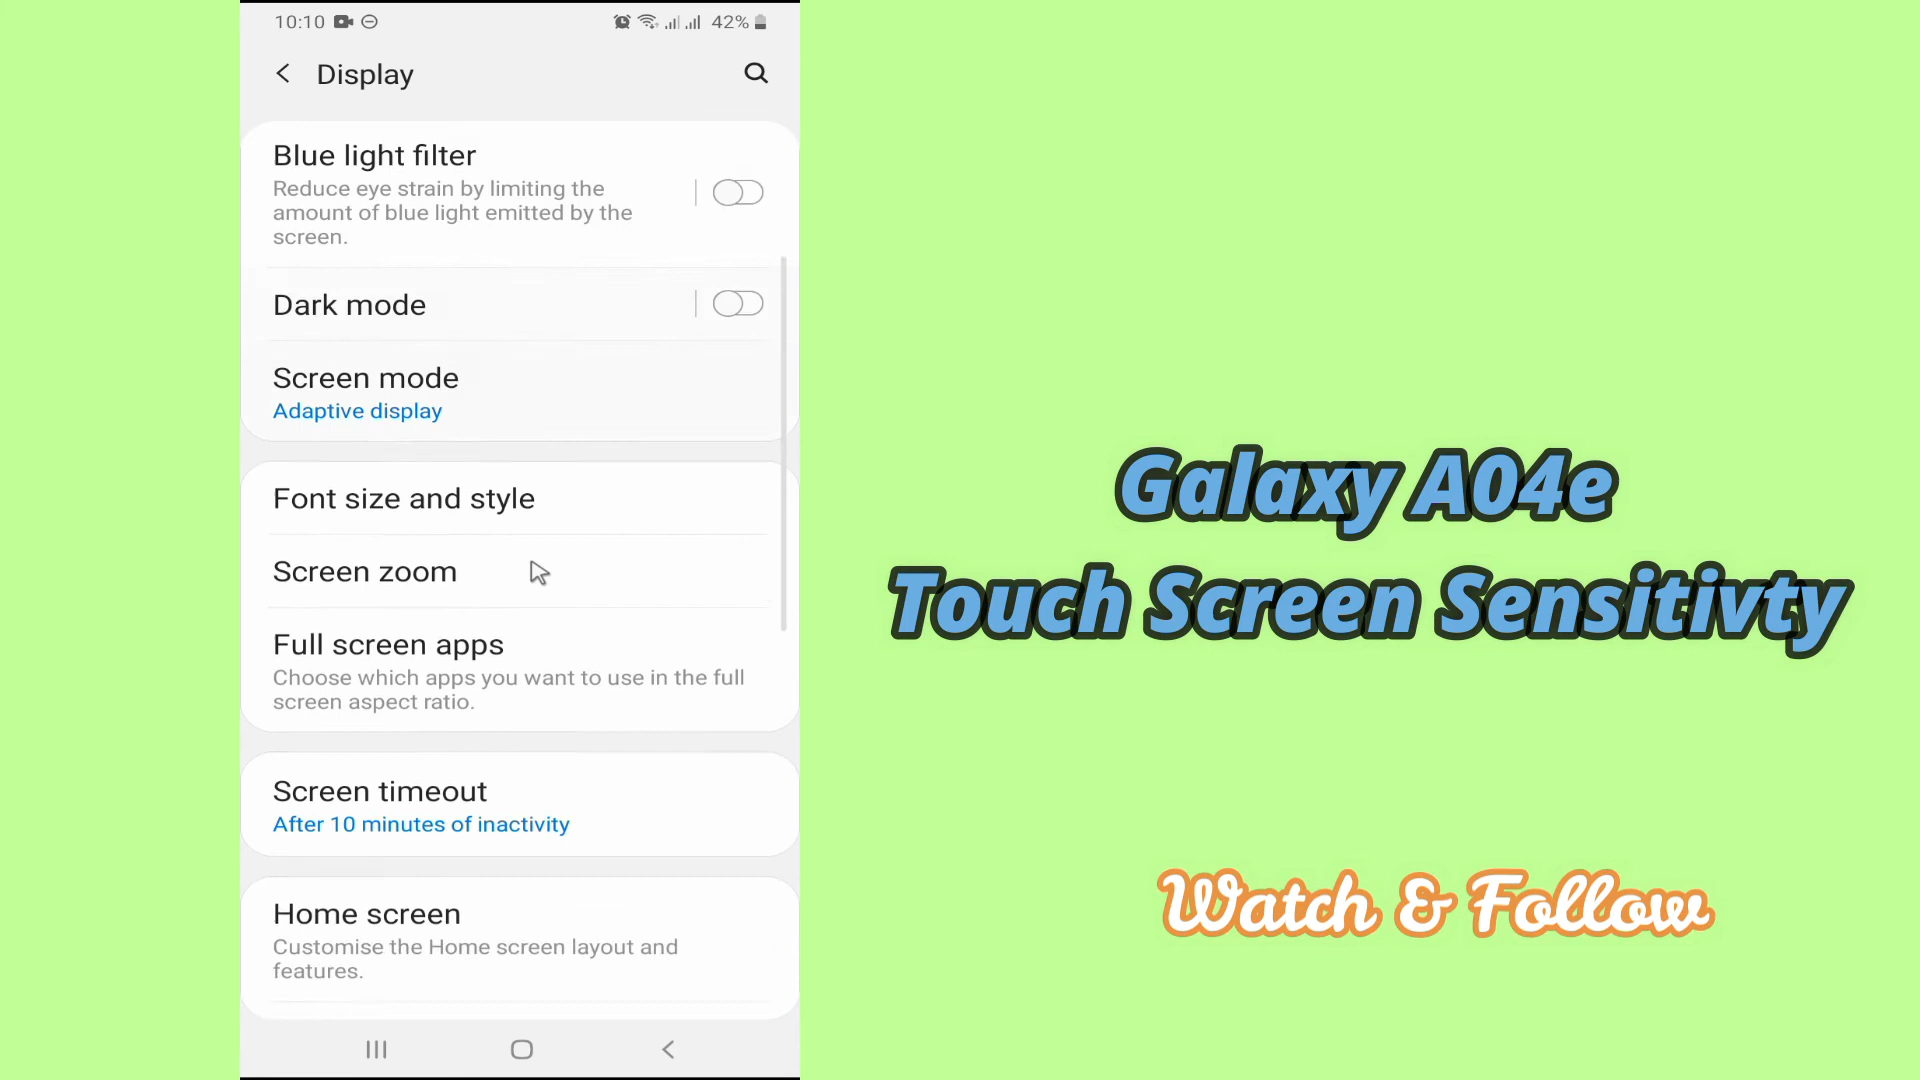 10:10
42%
Display
Blue light filter
Reduce eye strain by limiting the
amount of blue light emitted by the
screen.
Dark mode
Screen mode
Adaptive display
Font size and style
Screen zoom
Full screen apps
Choose which apps you want to use in the full
screen aspect ratio.
Screen timeout
After 10 minutes of inactivity
Home screen
Customise the Home screen layout and
features.
Galaxy A04e
Touch Screen Sensitivty
Watch & Follow